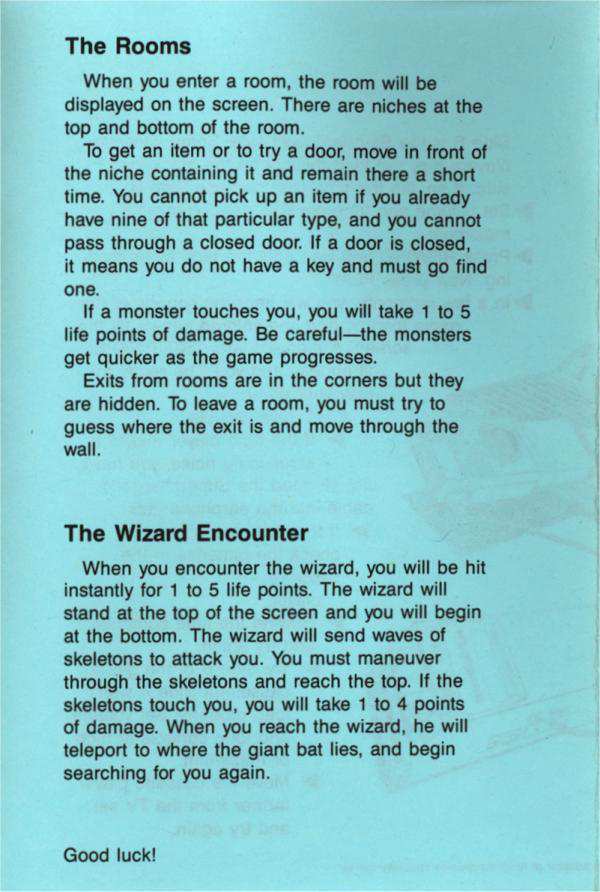 The Rooms
When you enter a room, the room will be
displayed on the screen. There are niches at the
top and bottom of the room.
To get an item or to try a door, move in front of
the niche containing it and remain there a short
time. You cannot pick up an item if you already
have nine of that particular type, and you cannot
pass through a closed door. If a door is closed,
it means you do not have a key and must go find
one.
If a monster touches you, you will take 1 to 5
life points of damage. Be careful—the monsters
get quicker as the game progresses.
Exits from rooms are in the corners but they
are hidden. To leave a room, you must try to
guess where the exit is and move through the
wall.
The Wizard Encounter
When you encounter the wizard, you will be hit
instantly for 1 to 5 life points. The wizard will
stand at the top of the screen and you will begin
at the bottom. The wizard will send waves of
skeletons to attack you. You must maneuver
through the skeletons and reach the top. If the
skeletons touch you, you will take 1 to 4 points
of damage. When you reach the wizard, he will
teleport to where the giant bat lies, and begin
searching for you again.
Good luck!